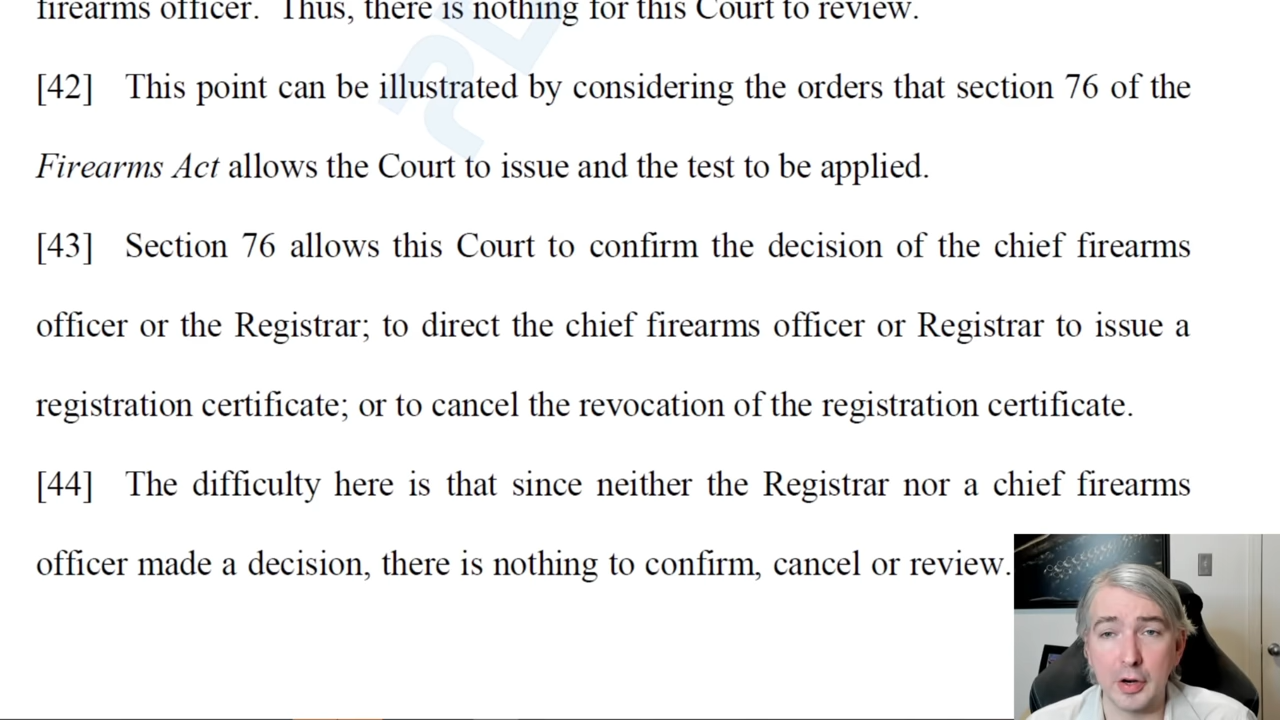 firearms officer. Thus, there is nothing for this Court to review.
[42] This point can be illustrated by considering the orders that section 76 of the
Firearms Act allows the Court to issue and the test to be applied.
[43] Section 76 allows this Court to confirm the decision of the chief firearms
officer or the Registrar; to direct the chief firearms officer or Registrar to issue a
registration certificate; or to cancel the revocation of the registration certificate.
[44] The difficulty here is that since neither the Registrar nor a chief firearms
officer made a decision, there is nothing to confirm, cancel or review.